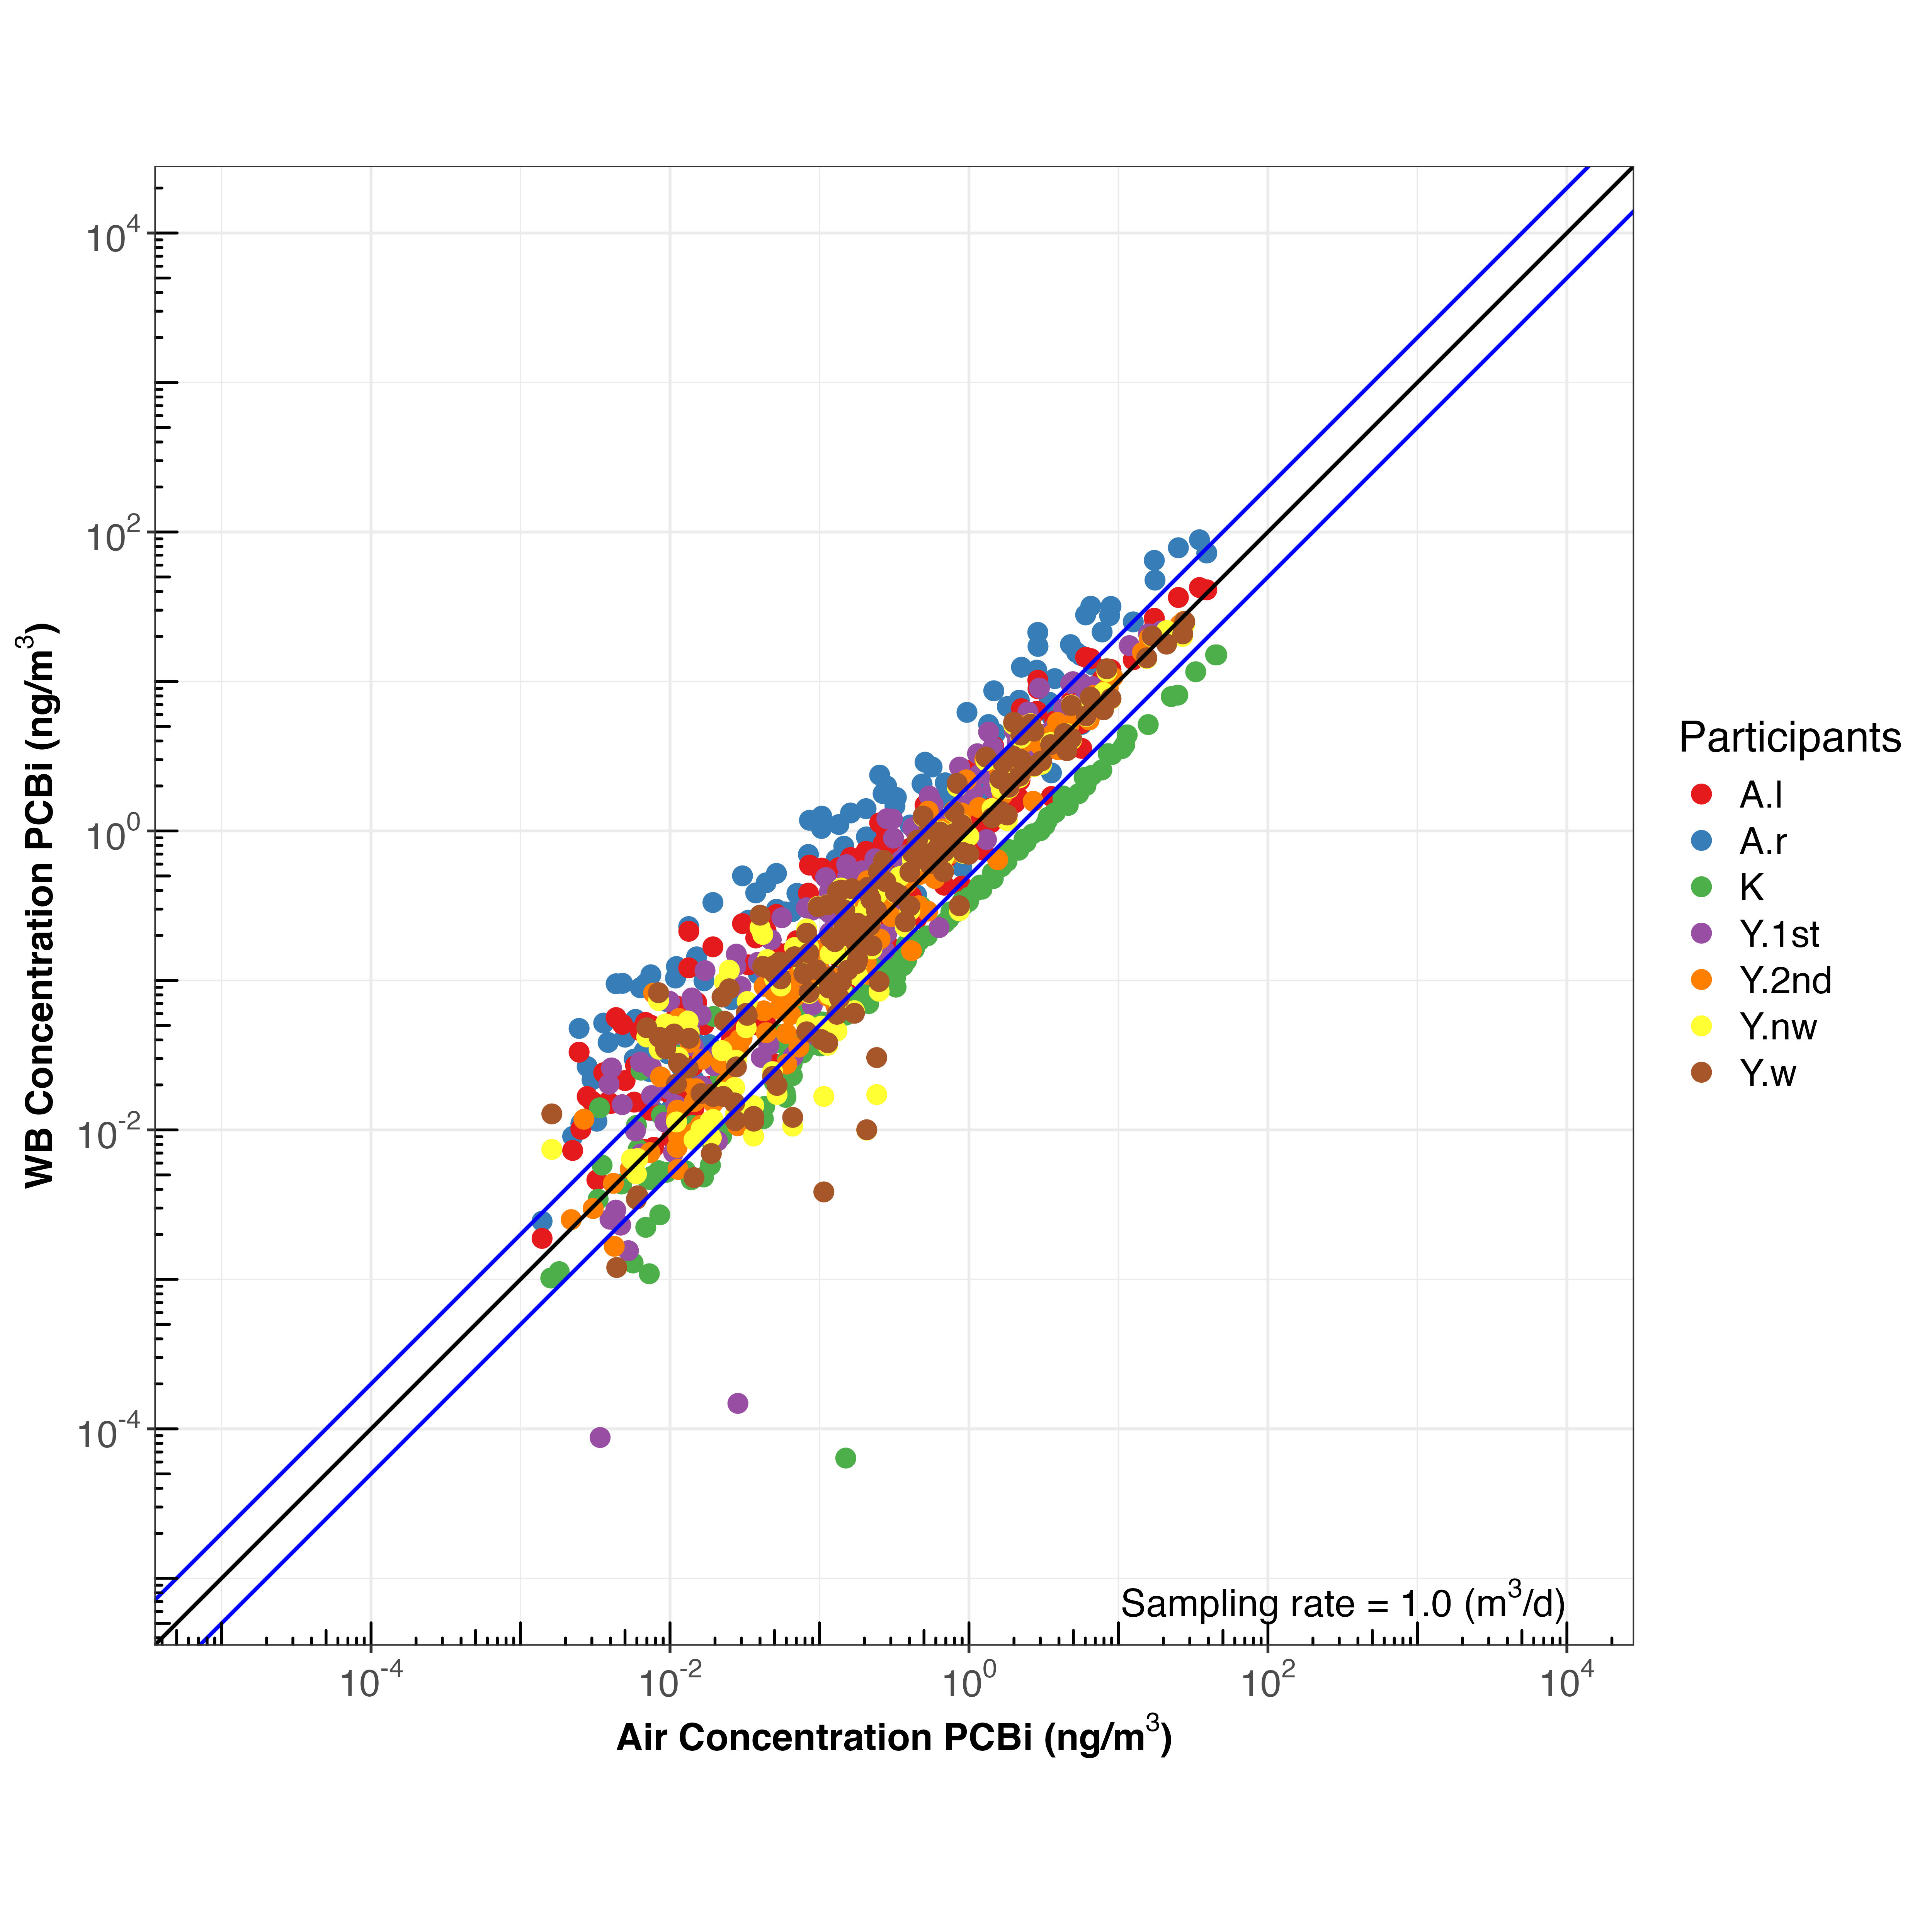 10^4
10^2
10^0
10^-2
10^-4
WB Concentration PCBi (ng/m^3)
Sampling rate = 1.0 (m^3/d)
10^-4 10^-2 10^0 10^2 10^4
Air Concentration PCBi (ng/m^3)
Participants
A.l
A.r
K
Y.1st
Y.2nd
Y.nw
Y.w